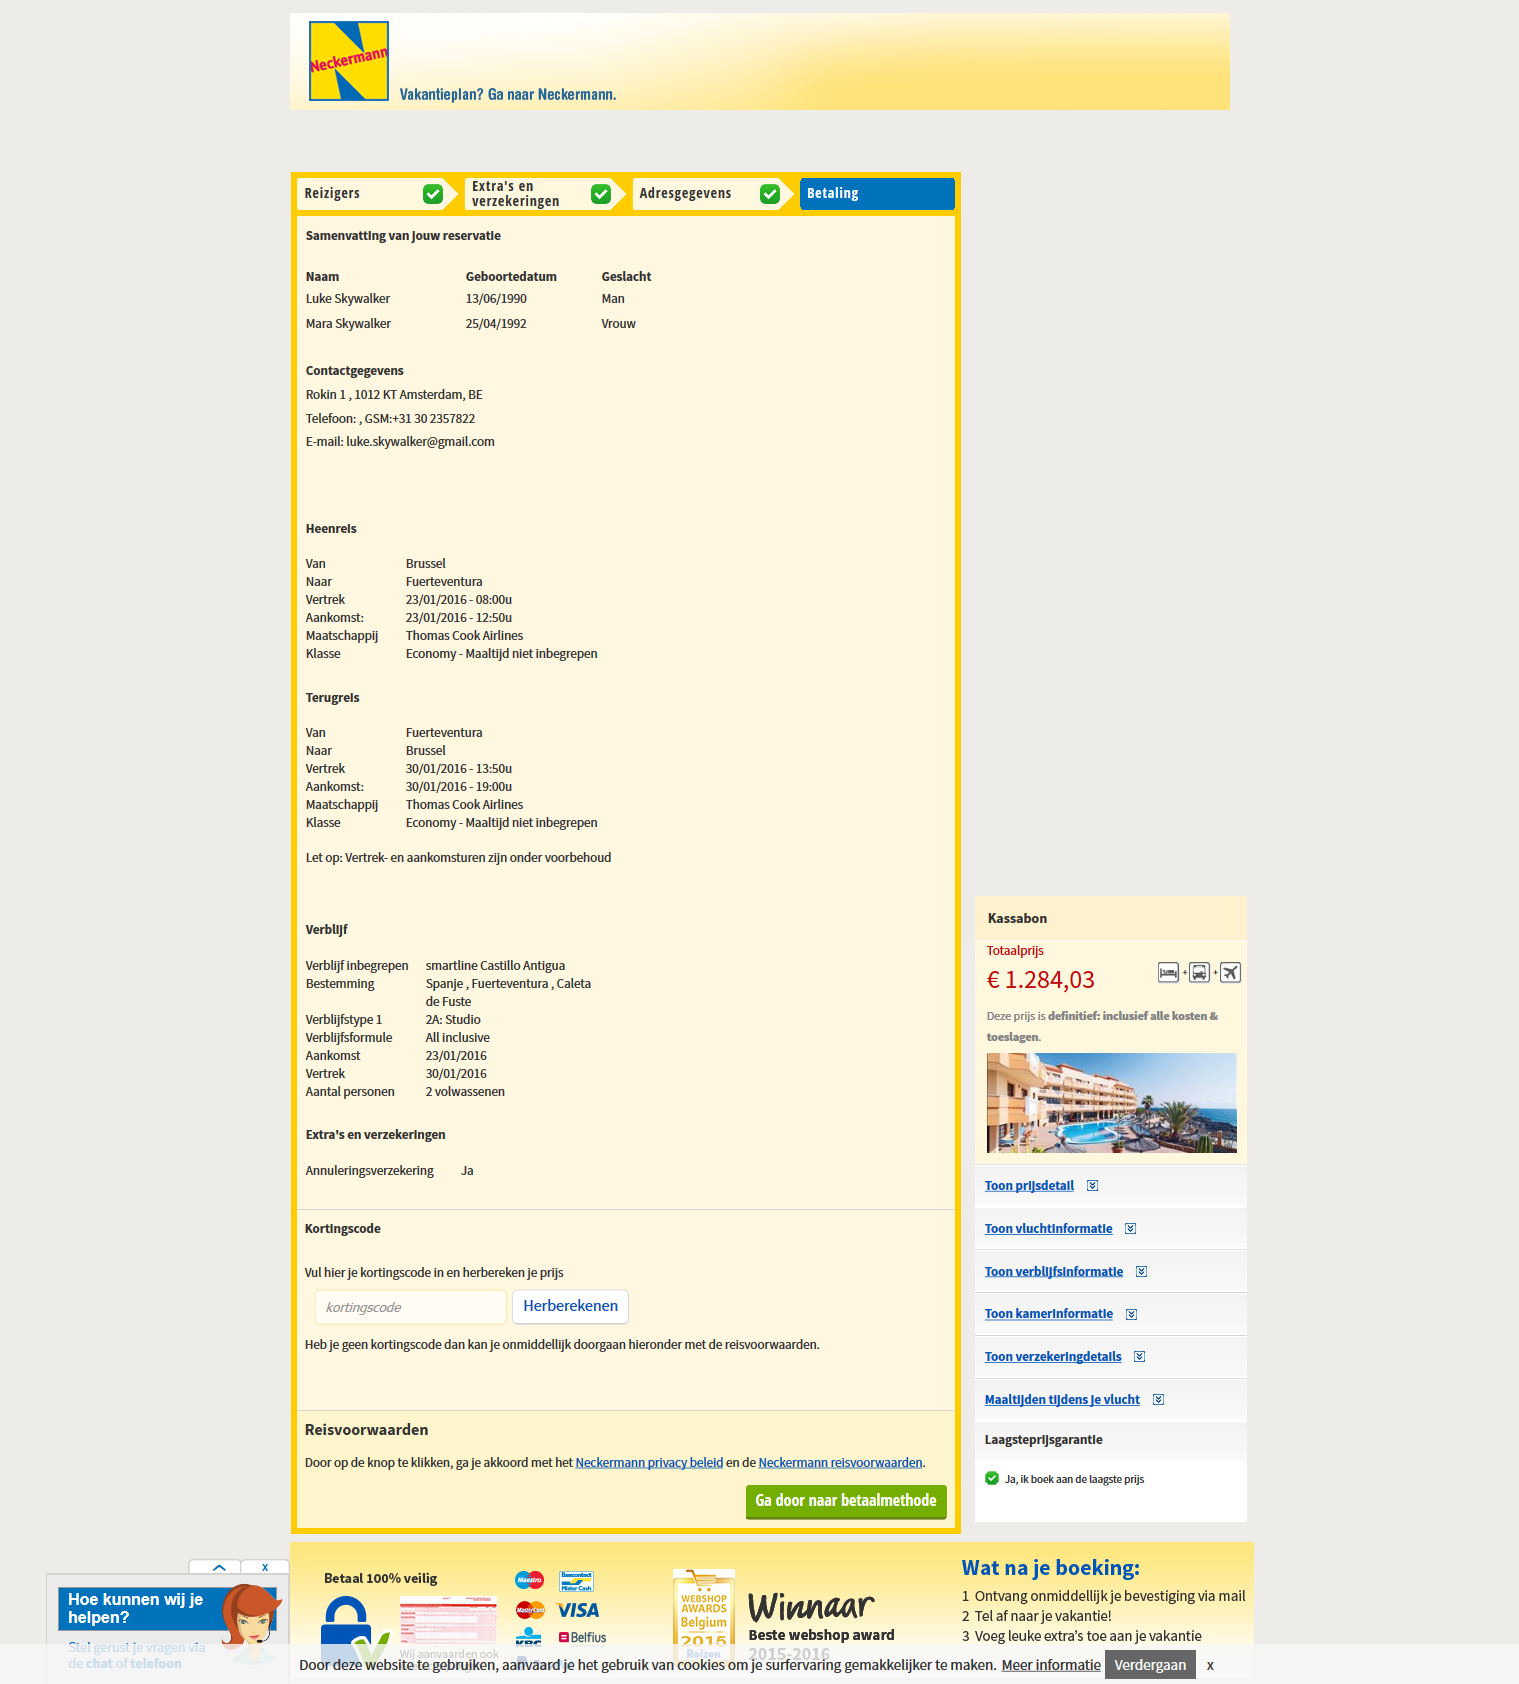 Neckermann
Vakantieplan? Ga naar Neckermann.
Reizigers
Extra's en
verzekeringen
Adresgegevens
Betaling
Samenvatting van jouw reservatie
Naam Geboortedatum Geslacht
Luke Skywalker 13/06/1990 Man
Mara Skywalker 25/04/1992 Vrouw
Contactgegevens
Rokin 1 , 1012 KT Amsterdam, BE
Telefoon: , GSM:+31 30 2357822
E-mail: luke.skywalker@gmail.com
Heenreis
Van Brussel
Naar Fuerteventura
Vertrek 23/01/2016 - 08:00u
Aankomst: 23/01/2016 - 12:50u
Maatschappij Thomas Cook Airlines
Klasse Economy - Maaltijd niet inbegrepen
Terugreis
Van Fuerteventura
Naar Brussel
Vertrek 30/01/2016 - 13:50u
Aankomst: 30/01/2016 - 19:00u
Maatschappij Thomas Cook Airlines
Klasse Economy - Maaltijd niet inbegrepen
Let op: Vertrek- en aankomsturen zijn onder voorbehoud
Verblijf
Verblijf inbegrepen smartline Castillo Antigua
Bestemming Spanje , Fuerteventura , Caleta
de Fuste
Verblijfstype 1 2A: Studio
Verblijfsformule All inclusive
Aankomst 23/01/2016
Vertrek 30/01/2016
Aantal personen 2 volwassenen
Extra's en verzekeringen
Annuleringsverzekering Ja
Kortingscode
Vul hier je kortingscode in en herbereken je prijs
kortingscode Herberekenen
Heb je geen kortingscode dan kan je onmiddellijk doorgaan hieronder met de reisvoorwaarden.
Reisvoorwaarden
Door op de knop te klikken, ga je akkoord met het Neckermann privacy beleid en de Neckermann reisvoorwaarden.
Ga door naar betaalmethode
Kassabon
Totaalprijs
€ 1.284,03
+ +
Deze prijs is definitief: inclusief alle kosten &
toeslagen.
Toon prijsdetail
Toon vluchtinformatie
Toon verblijfsinformatie
Toon kamerinformatie
Toon verzekeringdetails
Maaltijden tijdens je vlucht
Laagsteprijsgarantie
Ja, ik boek aan de laagste prijs
x
Hoe kunnen wij je
helpen?
Stel gerust je vragen via
de chat of telefoon
Betaal 100% veilig
Wij aanvaarden ook
Maestro
Bancontact
Mister Cash
MasterCard
VISA
KBC
Belfius
WEBSHOP
AWARDS
Belgium
2015
Reizen
Winnaar
Beste webshop award
2015-2016
Wat na je boeking:
1 Ontvang onmiddellijk je bevestiging via mail
2 Tel af naar je vakantie!
3 Voeg leuke extra's toe aan je vakantie
Door deze website te gebruiken, aanvaard je het gebruik van cookies om je surfervaring gemakkelijker te maken. Meer informatie Verdergaan x